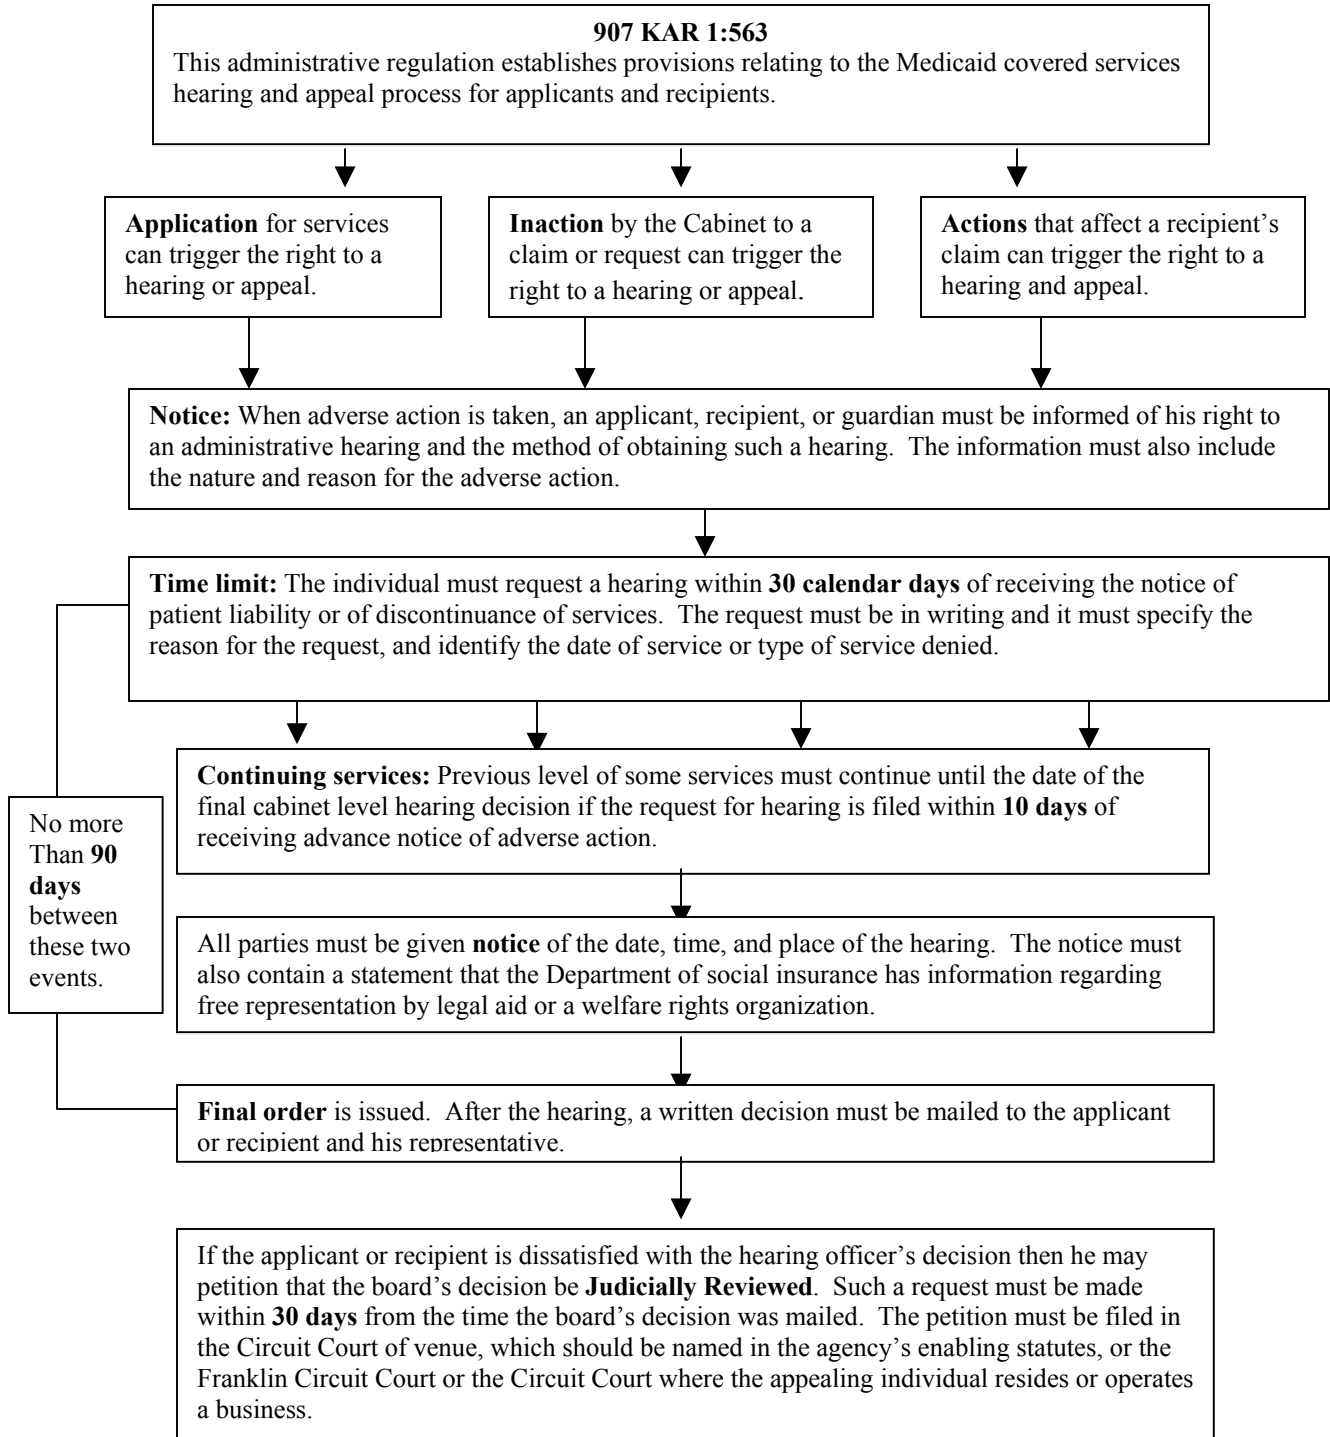 907 KAR 1:563
This administrative regulation establishes provisions relating to the Medicaid covered services
hearing and appeal process for applicants and recipients.
Application for services
can trigger the right to a
hearing or appeal.
Inaction by the Cabinet to a
claim or request can trigger the
right to a hearing or appeal.
Actions that affect a recipient's
claim can trigger the right to a
hearing and appeal.
Notice: When adverse action is taken, an applicant, recipient, or guardian must be informed of his right to
an administrative hearing and the method of obtaining such a hearing. The information must also include
the nature and reason for the adverse action.
Time limit: The individual must request a hearing within 30 calendar days of receiving the notice of
patient liability or of discontinuance of services. The request must be in writing and it must specify the
reason for the request, and identify the date of service or type of service denied.
Continuing services: Previous level of some services must continue until the date of the
final cabinet level hearing decision if the request for hearing is filed within 10 days of
receiving advance notice of adverse action.
No more
Than 90
days
between
these two
events.
All parties must be given notice of the date, time, and place of the hearing. The notice must
also contain a statement that the Department of social insurance has information regarding
free representation by legal aid or a welfare rights organization.
Final order is issued. After the hearing, a written decision must be mailed to the applicant
or recipient and his representative.
If the applicant or recipient is dissatisfied with the hearing officer's decision then he may
petition that the board's decision be Judicially Reviewed. Such a request must be made
within 30 days from the time the board's decision was mailed. The petition must be filed in
the Circuit Court of venue, which should be named in the agency's enabling statutes, or the
Franklin Circuit Court or the Circuit Court where the appealing individual resides or operates
a business.